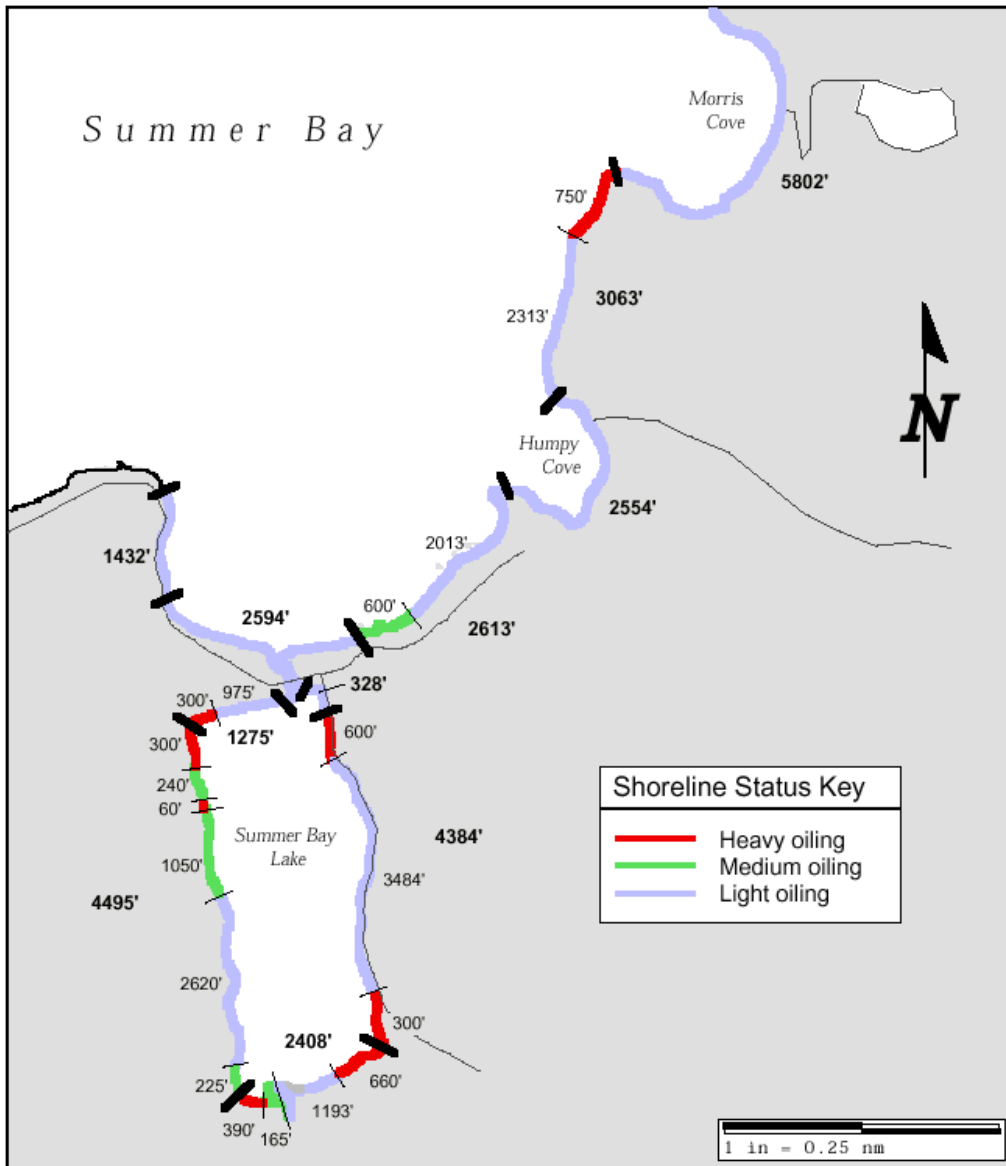 Morris
Cove
Summer Bay
5802'
750'
3063'
2313'
N
Humpy
Cove
2554'
2013'
1432'
600'
2594'
2613'
328'
975'
300'
1275'
600'
300'
240'
60'
Summer Bay
Lake
4384'
1050'
3484'
4495'
2620'
300'
2408'
225'
660'
1193'
390'
165'
Shoreline Status Key
Heavy oiling
Medium oiling
Light oiling
1 in = 0.25 nm